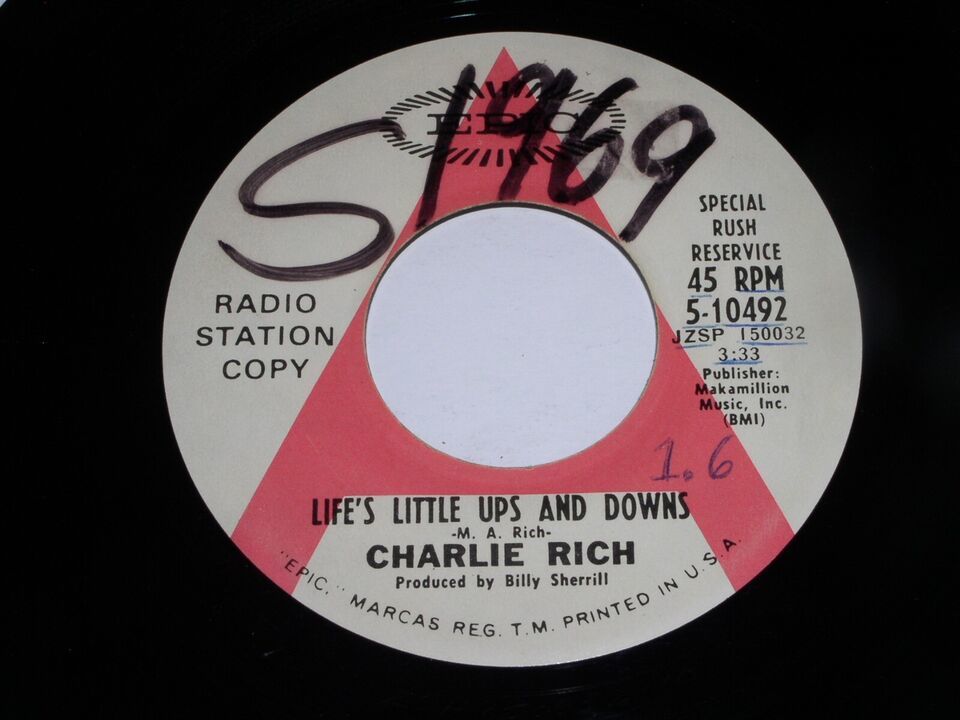 S1969
EPIC
SPECIAL
RUSH
RESERVICE
45 RPM
5-10492
JZSP 150032
3:33
Publisher:
Makamillion
Music, Inc.
(BMI)
RADIO
STATION
COPY
1.6
LIFE'S LITTLE UPS AND DOWNS
-M. A. Rich-
CHARLIE RICH
Produced by Billy Sherrill
"EPIC," MARCAS REG. T.M. PRINTED IN U.S.A.